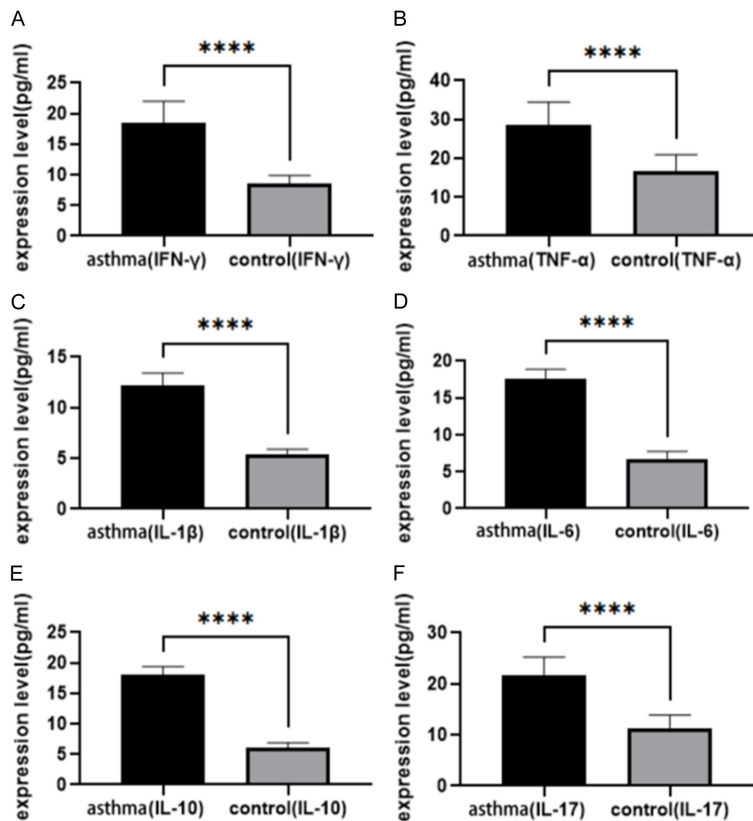 A
expression level(pg/ml)
25
20
15
10
5
0
****
asthma(IFN-γ) control(IFN-γ)
B
expression level(pg/ml)
40
30
20
10
0
****
asthma(TNF-α) control(TNF-α)
C
expression level(pg/ml)
15
10
5
0
****
asthma(IL-1β) control(IL-1β)
D
expression level(pg/ml)
20
15
10
5
0
****
asthma(IL-6) control(IL-6)
E
expression level(pg/ml)
25
20
15
10
5
0
****
asthma(IL-10) control(IL-10)
F
expression level(pg/ml)
30
20
10
0
****
asthma(IL-17) control(IL-17)